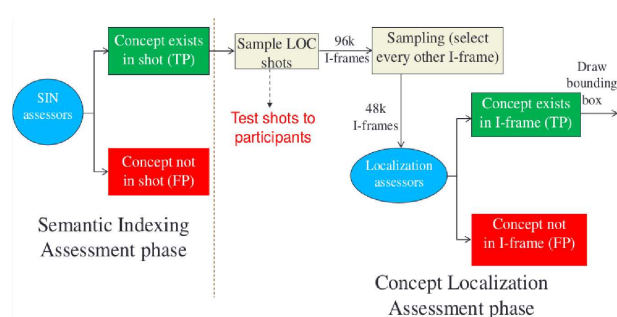 Concept exists
in shot (TP)
SIN
assessors
Concept not
in shot (FP)
Semantic Indexing
Assessment phase
Sample LOC
shots
Test shots to
participants
96k
I-frames
Sampling (select
every other I-frame)
48k
I-frames
Localization
assessors
Concept exists
in I-frame (TP)
Draw
bounding
box
Concept not
in I-frame (FP)
Concept Localization
Assessment phase